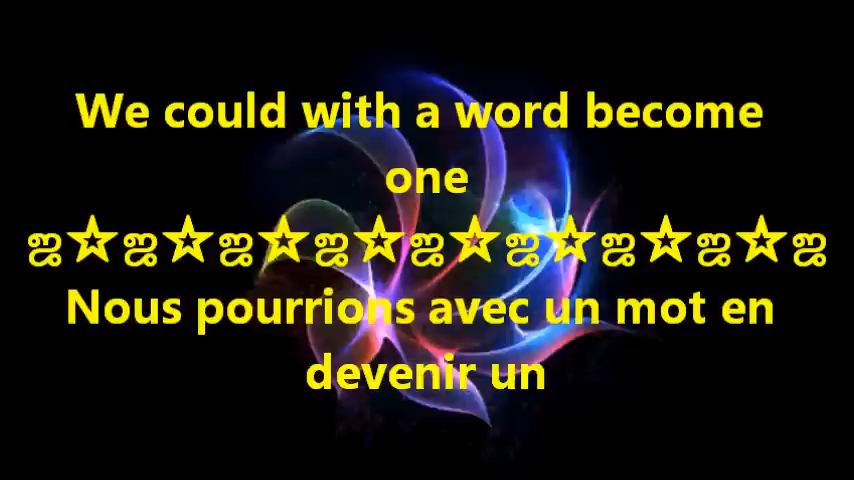 We could with a word become
one
ஐ☆ஐ☆ஐ☆ஐ☆ஐ☆ஐ☆ஐ☆ஐ☆ஐ
Nous pourrions avec un mot en
devenir un